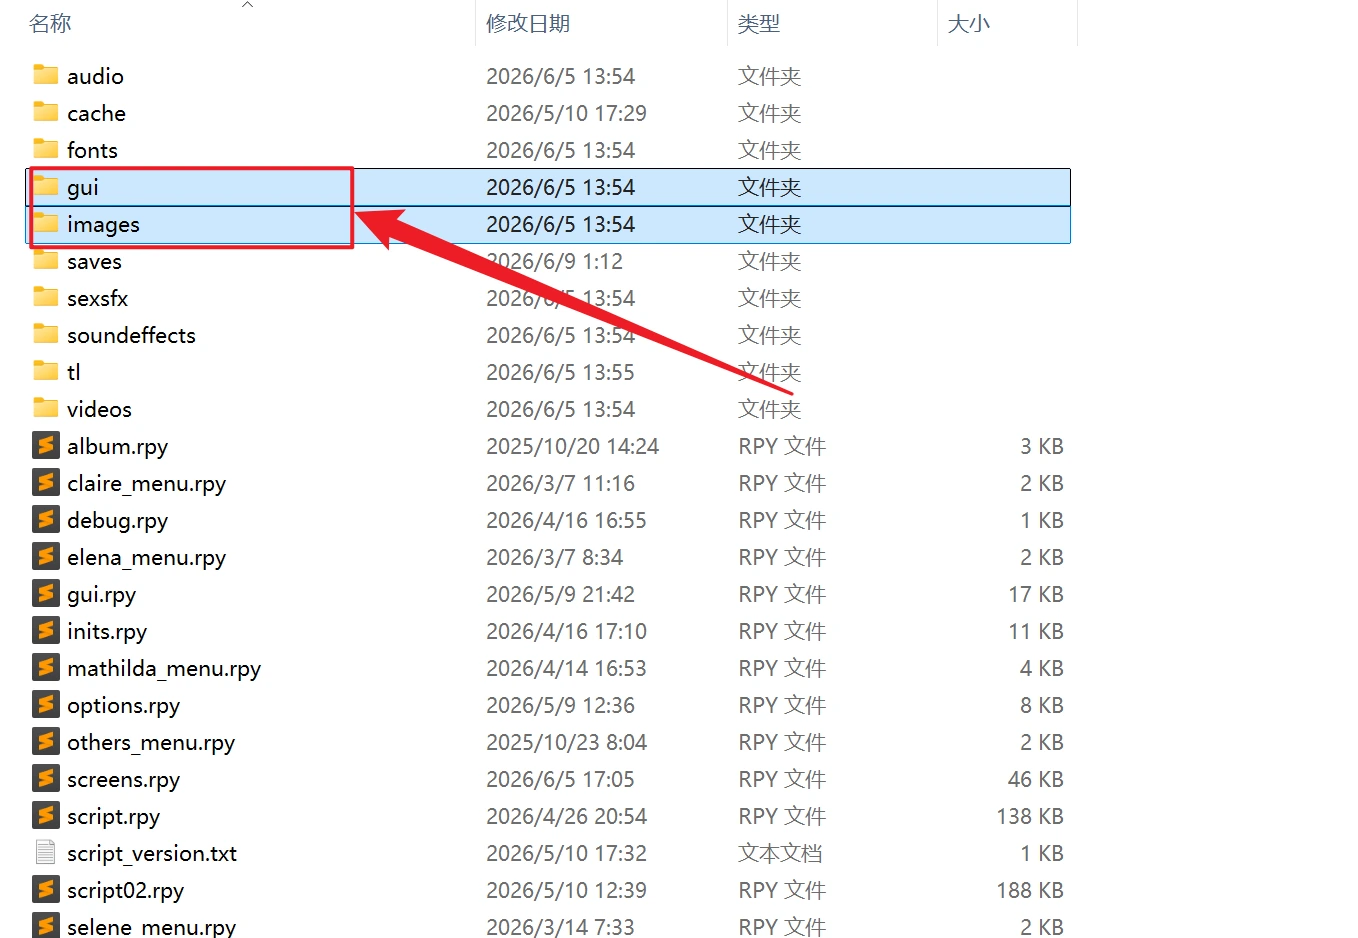 名称 修改日期 类型 大小
audio 2026/6/5 13:54 文件夹
cache 2026/5/10 17:29 文件夹
fonts 2026/6/5 13:54 文件夹
gui 2026/6/5 13:54 文件夹
images 2026/6/5 13:54 文件夹
saves 2026/6/9 1:12 文件夹
sexsfx 2026/6/5 13:54 文件夹
soundeffects 2026/6/5 13:54 文件夹
tl 2026/6/5 13:55 文件夹
videos 2026/6/5 13:54 文件夹
album.rpy 2025/10/20 14:24 RPY 文件 3 KB
claire_menu.rpy 2026/3/7 11:16 RPY 文件 2 KB
debug.rpy 2026/4/16 16:55 RPY 文件 1 KB
elena_menu.rpy 2026/3/7 8:34 RPY 文件 2 KB
gui.rpy 2026/5/9 21:42 RPY 文件 17 KB
inits.rpy 2026/4/16 17:10 RPY 文件 11 KB
mathilda_menu.rpy 2026/4/14 16:53 RPY 文件 4 KB
options.rpy 2026/5/9 12:36 RPY 文件 8 KB
others_menu.rpy 2025/10/23 8:04 RPY 文件 2 KB
screens.rpy 2026/6/5 17:05 RPY 文件 46 KB
script.rpy 2026/4/26 20:54 RPY 文件 138 KB
script_version.txt 2026/5/10 17:32 文本文档 1 KB
script02.rpy 2026/5/10 12:39 RPY 文件 188 KB
selene_menu.rpy 2026/3/14 7:33 RPY 文件 2 KB